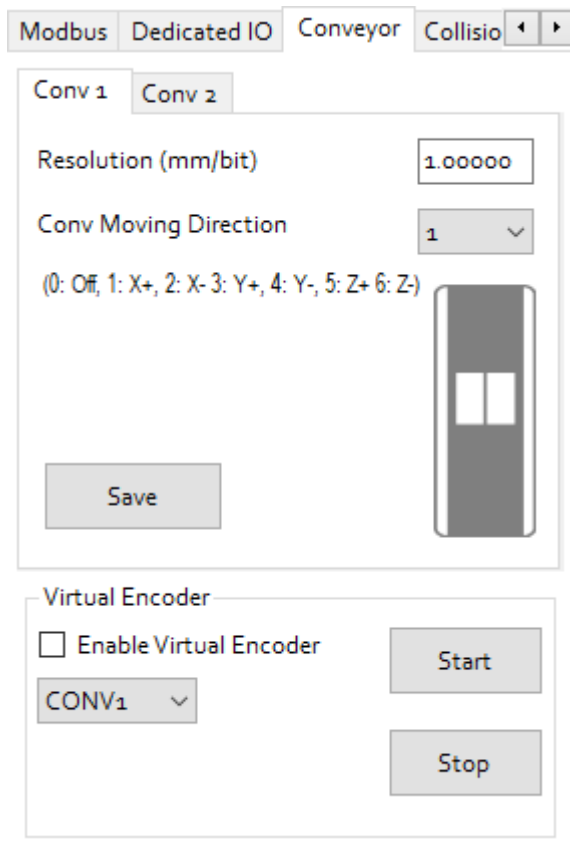 Modbus Dedicated IO Conveyor Collisio
Conv 1 Conv 2
Resolution (mm/bit) 1.00000
Conv Moving Direction 1
(0: Off, 1: X+, 2: X- 3: Y+, 4: Y-, 5: Z+ 6: Z-)
Save
Virtual Encoder
Enable Virtual Encoder
Start
CONV1
Stop